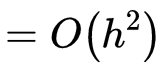 = O(h²)